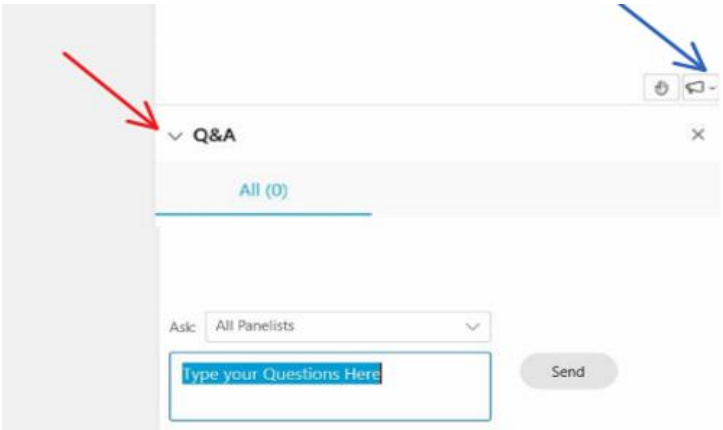 Q&A
All (0)
Ask: All Panelists
Type your Questions Here
Send